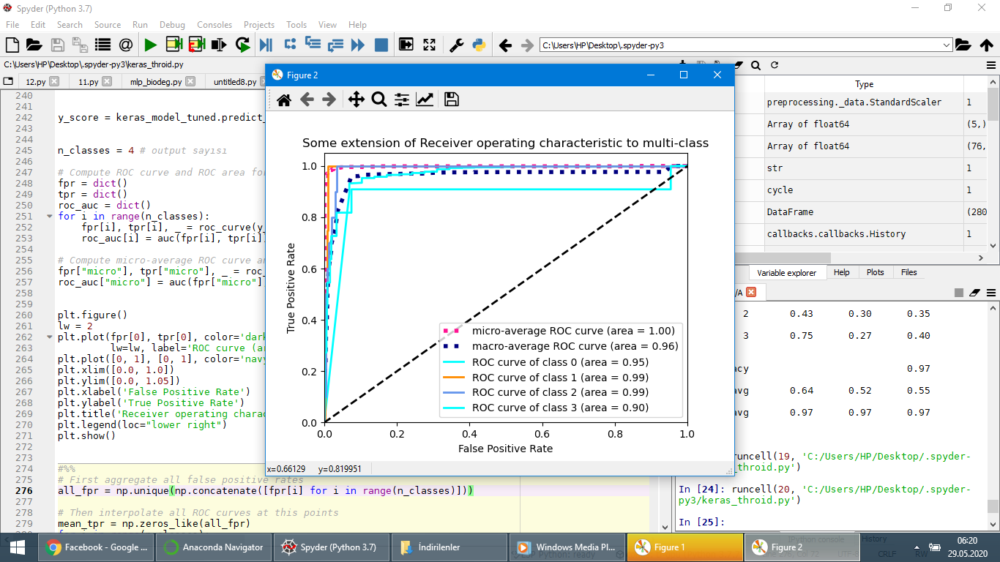 Spyder (Python 3.7)
File Edit Search Source Run Debug Consoles Projects Tools View Help
C:\Users\HP\Desktop\.spyder-py3
C:\Users\HP\Desktop\.spyder-py3\keras_throid.py
12.py 11.py mlp_biodeg.py untitled8.py
240
241
242 y_score = keras_model_tuned.predict_
243
244
245 n_classes = 4 # output sayısı
246
247 # Compute ROC curve and ROC area for
248 fpr = dict()
249 tpr = dict()
250 roc_auc = dict()
251 for i in range(n_classes):
252 fpr[i], tpr[i], _ = roc_curve(y_
253 roc_auc[i] = auc(fpr[i], tpr[i])
254
255 # Compute micro-average ROC curve an
256 fpr["micro"], tpr["micro"], _ = roc_
257 roc_auc["micro"] = auc(fpr["micro"]
258
259
260 plt.figure()
261 lw = 2
262 plt.plot(fpr[0], tpr[0], color='dark
263 lw=lw, label='ROC curve (ar
264 plt.plot([0, 1], [0, 1], color='navy
265 plt.xlim([0.0, 1.0])
266 plt.ylim([0.0, 1.05])
267 plt.xlabel('False Positive Rate')
268 plt.ylabel('True Positive Rate')
269 plt.title('Receiver operating charac
270 plt.legend(loc="lower right")
271 plt.show()
272
273
274 #%%
275 # First aggregate all false positive rates
276 all_fpr = np.unique(np.concatenate([fpr[i] for i in range(n_classes)]))
277
278 # Then interpolate all ROC curves at this points
279 mean_tpr = np.zeros_like(all_fpr)
Figure 2
Some extension of Receiver operating characteristic to multi-class
1.0
0.8
0.6
0.4
0.2
0.0
True Positive Rate
micro-average ROC curve (area = 1.00)
macro-average ROC curve (area = 0.96)
ROC curve of class 0 (area = 0.95)
ROC curve of class 1 (area = 0.99)
ROC curve of class 2 (area = 0.99)
ROC curve of class 3 (area = 0.90)
0.0 0.2 0.4 0.6 0.8 1.0
False Positive Rate
x=0.66129 y=0.819951
Type
preprocessing._data.StandardScaler 1
Array of float64 (5,)
Array of float64 (76,
str 1
cycle 1
DataFrame (280
callbacks.callbacks.History 1
Variable explorer Help Plots Files
/A
2 0.43 0.30 0.35
3 0.75 0.27 0.40
acy 0.97
avg 0.64 0.52 0.55
avg 0.97 0.97 0.97
runcell(19, 'C:/Users/HP/Desktop/.spyder-
throid.py')
In [24]: runcell(20, 'C:/Users/HP/Desktop/.spyder-
py3/keras_throid.py')
In [25]:
IPython console History
Facebook - Google ...
Anaconda Navigator
Spyder (Python 3.7)
İndirilenler
Windows Media Pl...
Figure 1
Figure 2
06:20
29.05.2020